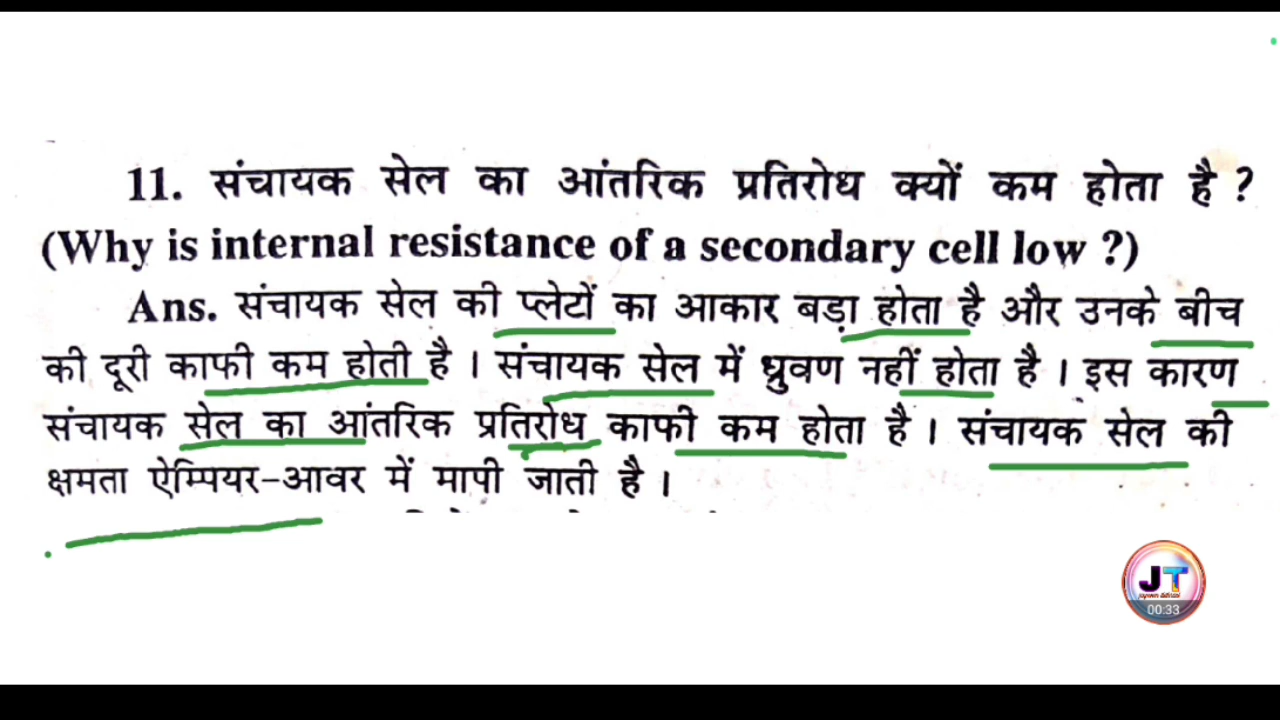 11. संचायक सेल का आंतरिक प्रतिरोध क्यों कम होता है ?
(Why is internal resistance of a secondary cell low ?)
Ans. संचायक सेल की प्लेटों का आकार बड़ा होता है और उनके बीच
की दूरी काफी कम होती है । संचायक सेल में ध्रुवण नहीं होता है । इस कारण
संचायक सेल का आंतरिक प्रतिरोध काफी कम होता है । संचायक सेल की
क्षमता ऐम्पियर-आवर में मापी जाती है ।
JT
00:33